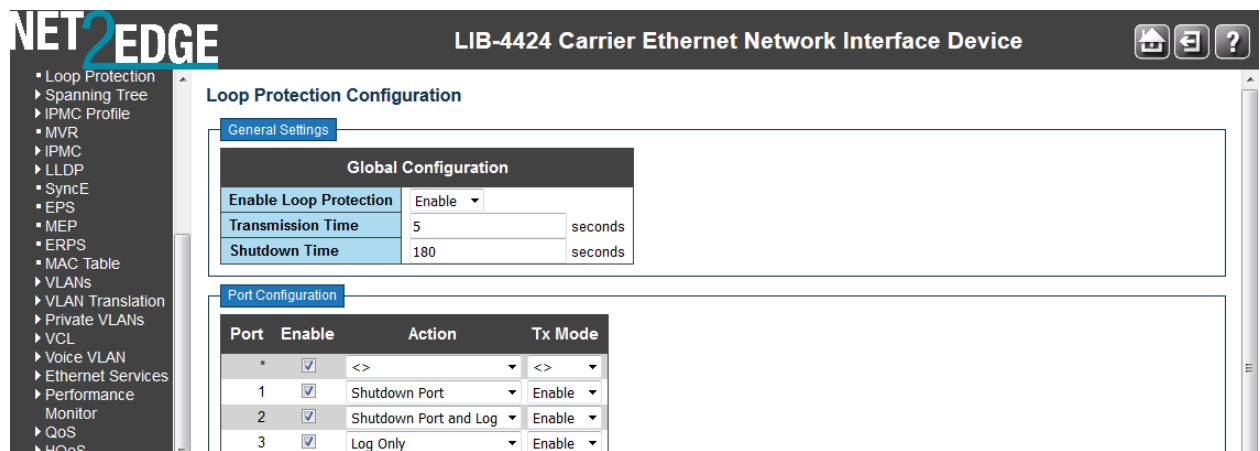 NET2EDGE
LIB-4424 Carrier Ethernet Network Interface Device
?
Loop Protection
Spanning Tree
IPMC Profile
MVR
IPMC
LLDP
SyncE
EPS
MEP
ERPS
MAC Table
VLANs
VLAN Translation
Private VLANs
VCL
Voice VLAN
Ethernet Services
Performance
Monitor
QoS
HQoS
Loop Protection Configuration
General Settings
Global Configuration
Enable Loop Protection Enable
Transmission Time 5 seconds
Shutdown Time 180 seconds
Port Configuration
Port Enable Action Tx Mode
* <> <>
1 Shutdown Port Enable
2 Shutdown Port and Log Enable
3 Log Only Enable